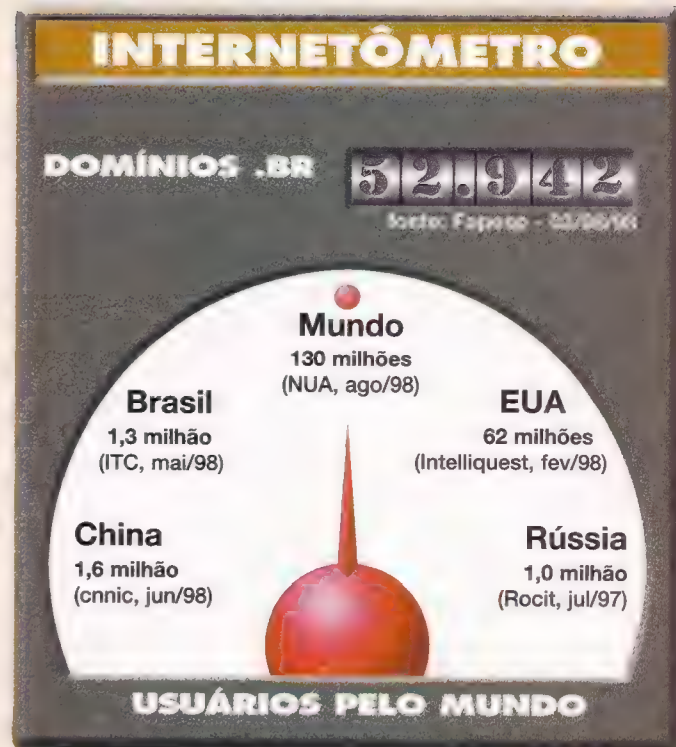 INTERNETÔMETRO
DOMÍNIOS .BR 52.942
fonte: Fapesp -
Mundo
130 milhões
(NUA, ago/98)
Brasil
1,3 milhão
(ITC, mai/98)
EUA
62 milhões
(Intelliquest, fev/98)
China
1,6 milhão
(cnnic, jun/98)
Rússia
1,0 milhão
(Rocit, jul/97)
USUÁRIOS PELO MUNDO